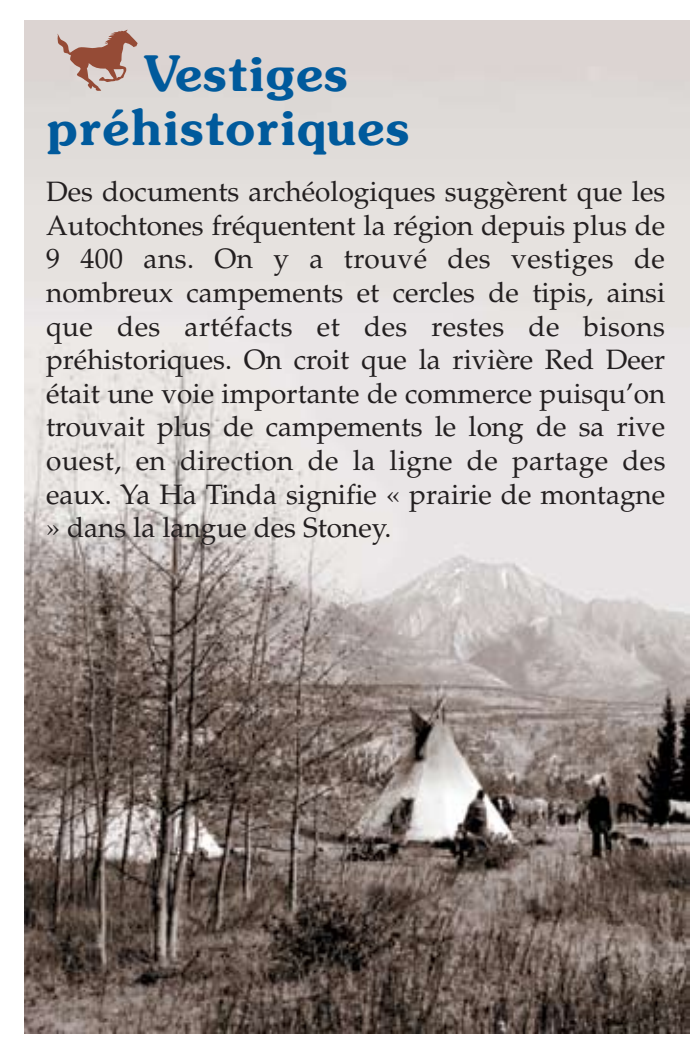 Vestiges
préhistoriques
Des documents archéologiques suggèrent que les
Autochtones fréquentent la région depuis plus de
9 400 ans. On y a trouvé des vestiges de
nombreux campements et cercles de tipis, ainsi
que des artéfacts et des restes de bisons
préhistoriques. On croit que la rivière Red Deer
était une voie importante de commerce puisqu'on
trouvait plus de campements le long de sa rive
ouest, en direction de la ligne de partage des
eaux. Ya Ha Tinda signifie « prairie de montagne
» dans la langue des Stoney.